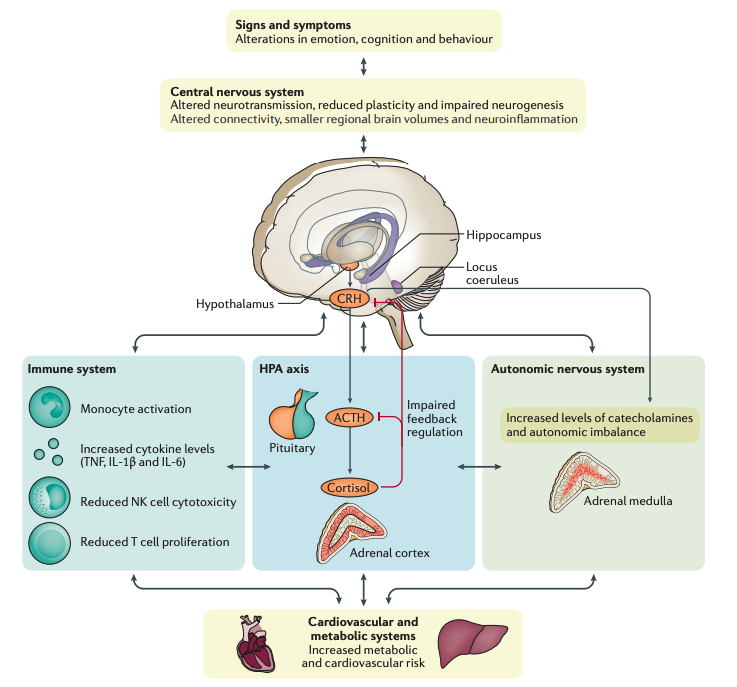 Signs and symptoms
Alterations in emotion, cognition and behaviour
Central nervous system
Altered neurotransmission, reduced plasticity and impaired neurogenesis
Altered connectivity, smaller regional brain volumes and neuroinflammation
Hippocampus
Locus
coeruleus
Hypothalamus
CRH
Immune system
Monocyte activation
Increased cytokine levels
(TNF, IL-1β and IL-6)
Reduced NK cell cytotoxicity
Reduced T cell proliferation
HPA axis
Pituitary
ACTH
Impaired
feedback
regulation
Cortisol
Adrenal cortex
Autonomic nervous system
Increased levels of catecholamines
and autonomic imbalance
Adrenal medulla
Cardiovascular and
metabolic systems
Increased metabolic
and cardiovascular risk